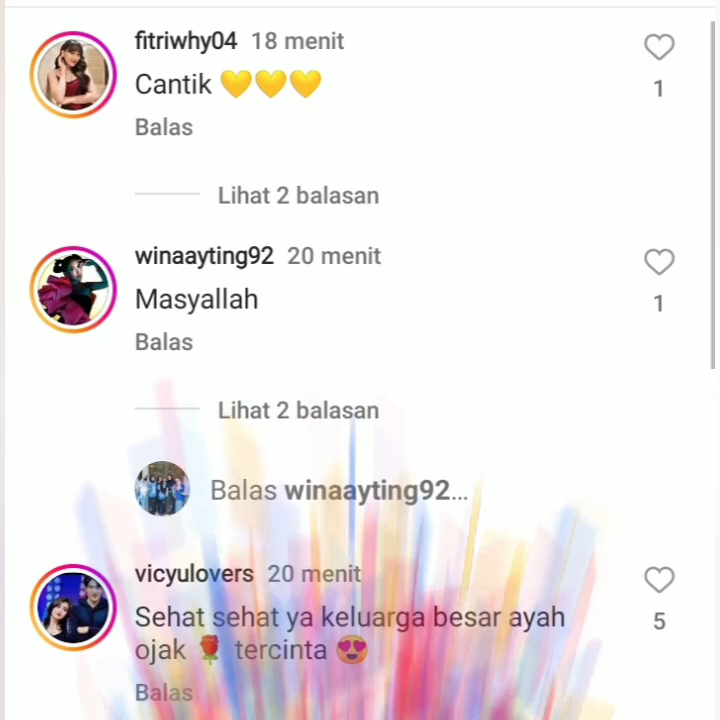 fitriwhy04 18 menit
Cantik 💛💛💛
1
Balas
Lihat 2 balasan
winaayting92 20 menit
Masyallah
1
Balas
Lihat 2 balasan
Balas winaayting92...
vicyulovers 20 menit
Sehat sehat ya keluarga besar ayah
5
ojak 🌹 tercinta 😍
Balas